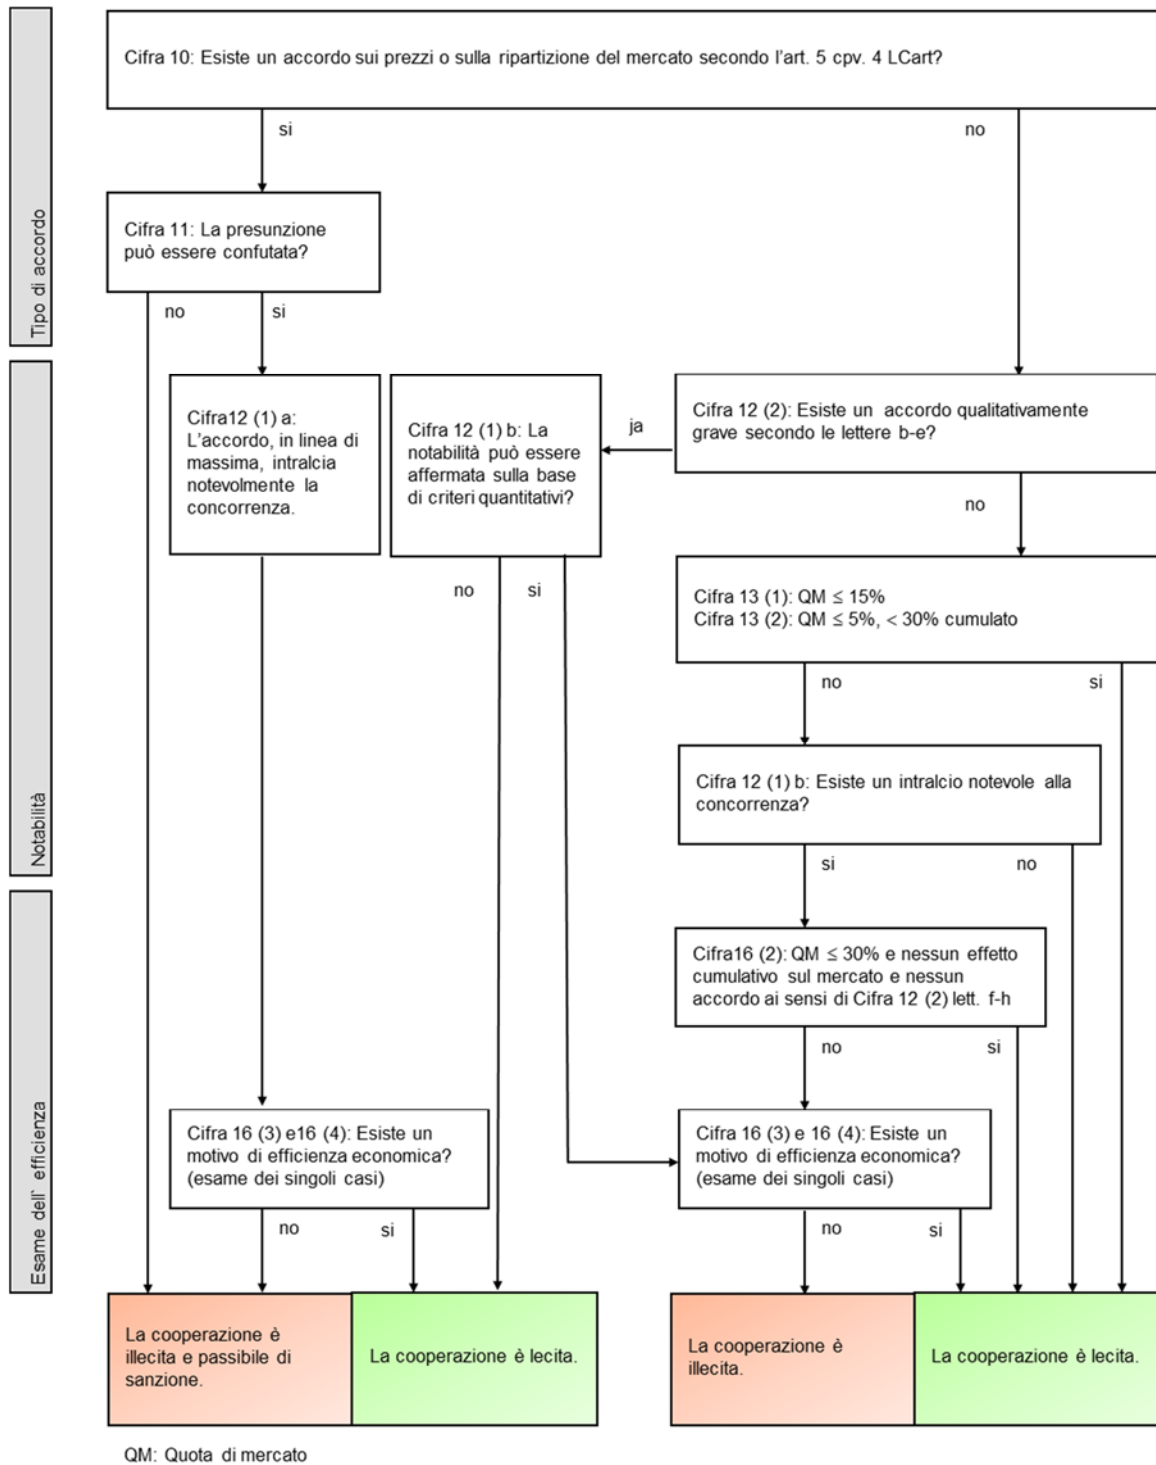 Cifra 10: Esiste un accordo sui prezzi o sulla ripartizione del mercato secondo l'art. 5 cpv. 4 LCart?
si
no
Tipo di accordo
Cifra 11: La presunzione
può essere confutata?
no
si
Cifra12 (1) a:
L'accordo, in linea di
massima, intralcia
notevolmente la
concorrenza.
Cifra 12 (1) b: La
notabilità può essere
affermata sulla base
di criteri quantitativi?
ja
Cifra 12 (2): Esiste un accordo qualitativamente
grave secondo le lettere b-e?
no
no
si
Cifra 13 (1): QM ≤ 15%
Cifra 13 (2): QM ≤ 5%, < 30% cumulato
no
si
Notabilità
Cifra 12 (1) b: Esiste un intralcio notevole alla
concorrenza?
si
no
Cifra16 (2): QM ≤ 30% e nessun effetto
cumulativo sul mercato e nessun
accordo ai sensi di Cifra 12 (2) lett. f-h
no
si
Esame dell` efficienza
Cifra 16 (3) e16 (4): Esiste un
motivo di efficienza economica?
(esame dei singoli casi)
no
si
Cifra 16 (3) e 16 (4): Esiste un
motivo di efficienza economica?
(esame dei singoli casi)
no
si
La cooperazione è
illecita e passibile di
sanzione.
La cooperazione è lecita.
La cooperazione è
illecita.
La cooperazione è lecita.
QM: Quota di mercato